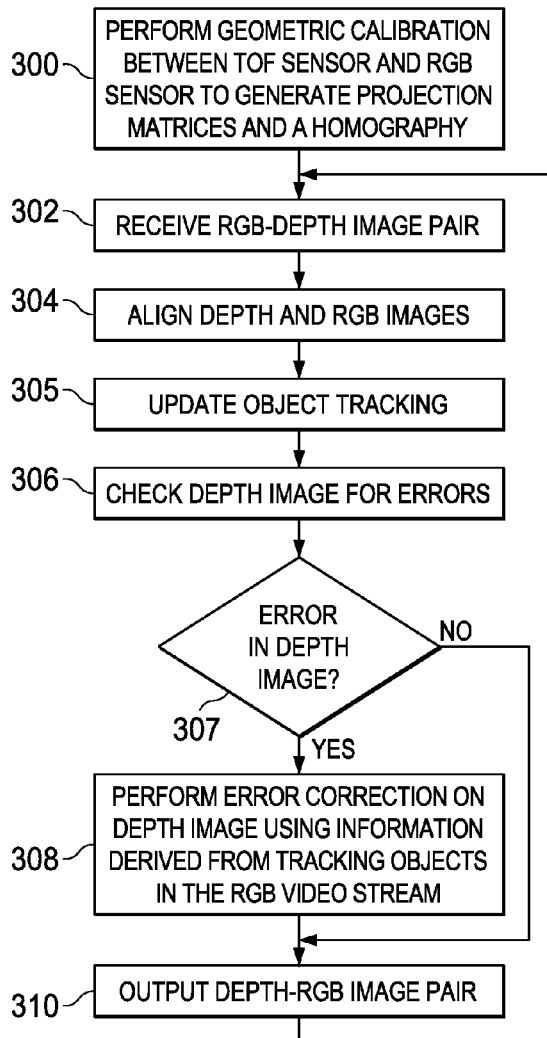 300
PERFORM GEOMETRIC CALIBRATION
BETWEEN TOF SENSOR AND RGB
SENSOR TO GENERATE PROJECTION
MATRICES AND A HOMOGRAPHY
302
RECEIVE RGB-DEPTH IMAGE PAIR
304
ALIGN DEPTH AND RGB IMAGES
305
UPDATE OBJECT TRACKING
306
CHECK DEPTH IMAGE FOR ERRORS
ERROR
IN DEPTH
IMAGE?
NO
307
YES
308
PERFORM ERROR CORRECTION ON
DEPTH IMAGE USING INFORMATION
DERIVED FROM TRACKING OBJECTS
IN THE RGB VIDEO STREAM
310
OUTPUT DEPTH-RGB IMAGE PAIR